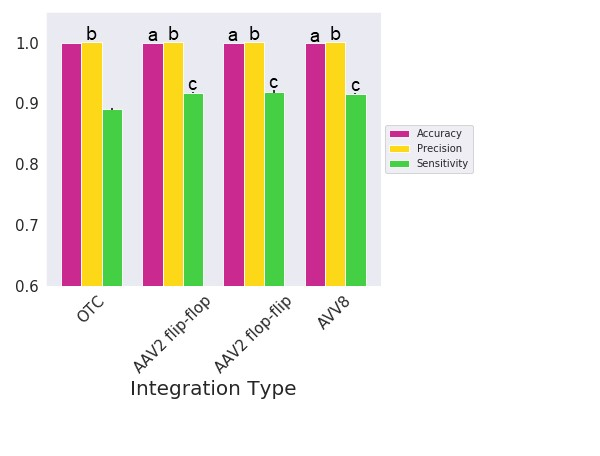 b a b a b a b
1.0
c c c
0.9
0.8
0.7
0.6
Accuracy
Precision
Sensitivity
OTC
AAV2 flip-flop
AAV2 flop-flip
AVV8
Integration Type